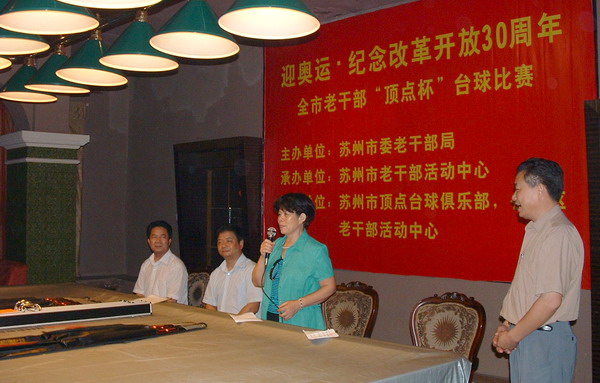 迎奥运·纪念改革开放30周年
全市老干部“顶点杯”台球比赛
主办单位：苏州市委老干部局
承办单位：苏州市老干部活动中心
位：苏州市顶点台球俱乐部，区
老干部活动中心